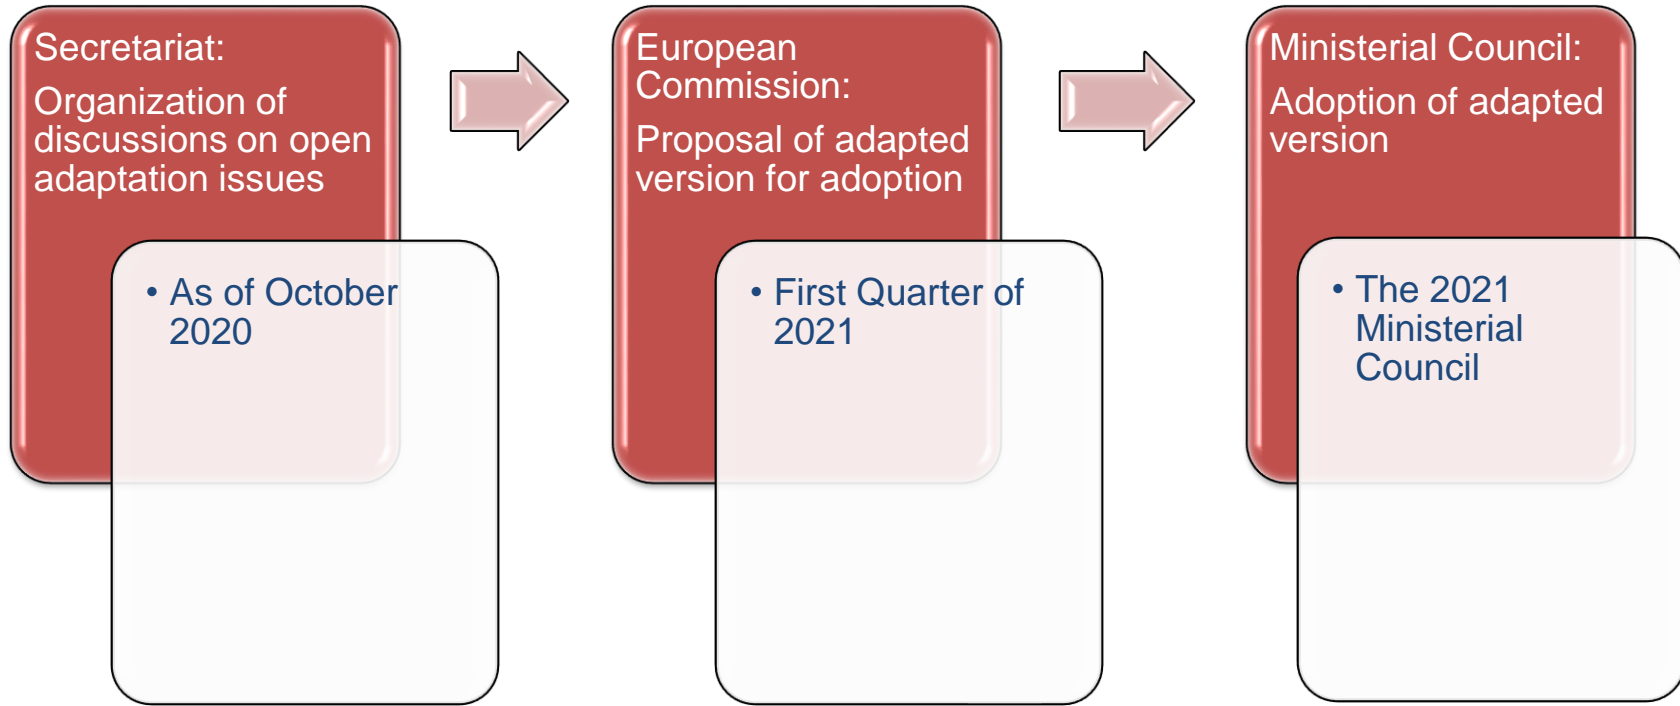 Secretariat:
Organization of
discussions on open
adaptation issues
• As of October
2020
European
Commission:
Proposal of adapted
version for adoption
• First Quarter of
2021
Ministerial Council:
Adoption of adapted
version
• The 2021
Ministerial
Council